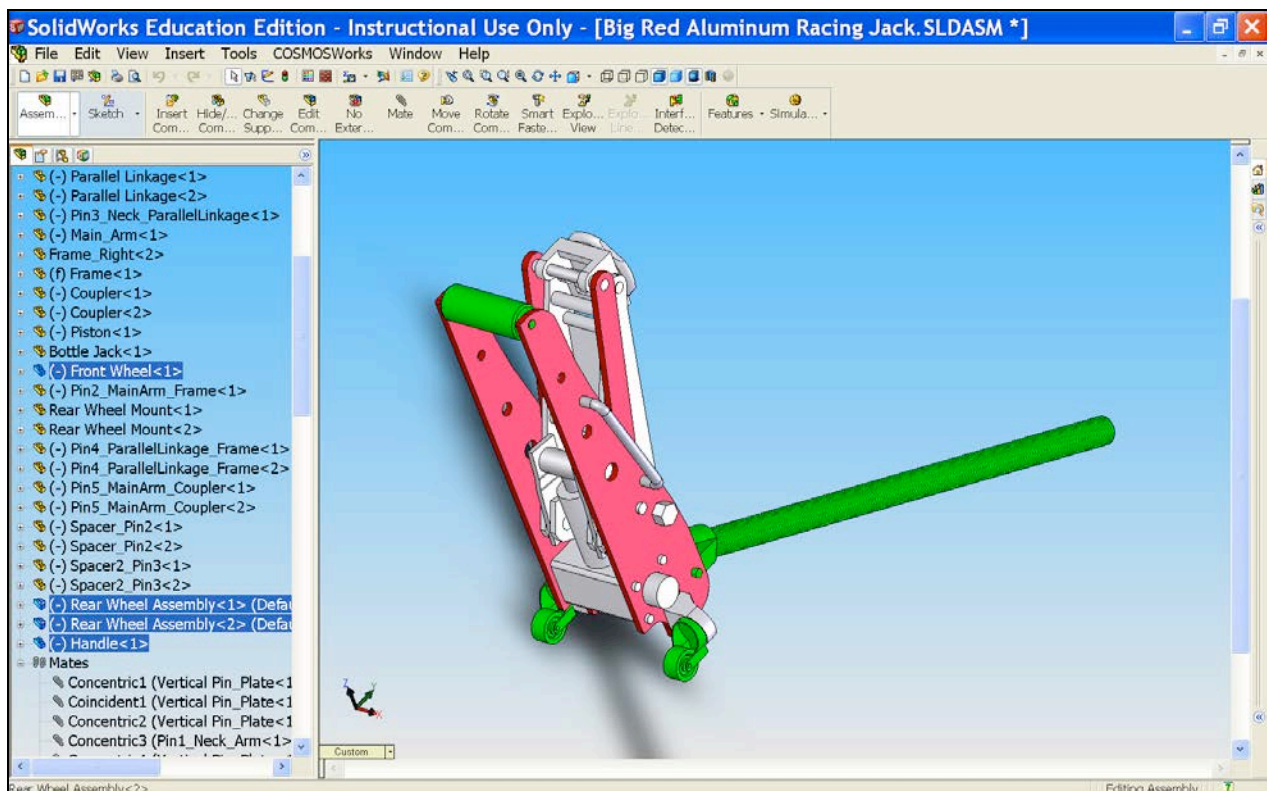 SolidWorks Education Edition - Instructional Use Only - [Big Red Aluminum Racing Jack.SLDASM *]
File Edit View Insert Tools COSMOSWorks Window Help
Assem... Sketch Insert Com... Hide/... Com... Change Supp... Edit Com... No Exter... Mate Move Com... Rotate Com... Smart Faste... Explo... View Explo... Line... Interf... Detec... Features Simula...
(-) Parallel Linkage<1>
(-) Parallel Linkage<2>
(-) Pin3_Neck_ParallelLinkage<1>
(-) Main_Arm<1>
Frame_Right<2>
(f) Frame<1>
(-) Coupler<1>
(-) Coupler<2>
(-) Piston<1>
Bottle Jack<1>
(-) Front Wheel<1>
(-) Pin2_MainArm_Frame<1>
Rear Wheel Mount<1>
Rear Wheel Mount<2>
(-) Pin4_ParallelLinkage_Frame<1>
(-) Pin4_ParallelLinkage_Frame<2>
(-) Pin5_MainArm_Coupler<1>
(-) Pin5_MainArm_Coupler<2>
(-) Spacer_Pin2<1>
(-) Spacer_Pin2<2>
(-) Spacer2_Pin3<1>
(-) Spacer2_Pin3<2>
(-) Rear Wheel Assembly<1> (Defau
(-) Rear Wheel Assembly<2> (Defau
(-) Handle<1>
Mates
Concentric1 (Vertical Pin_Plate<1
Coincident1 (Vertical Pin_Plate<1
Concentric2 (Vertical Pin_Plate<1
Concentric3 (Pin1_Neck_Arm<1>
Z Y X
Custom
Rear Wheel Assembly<2>
Editing Assembly